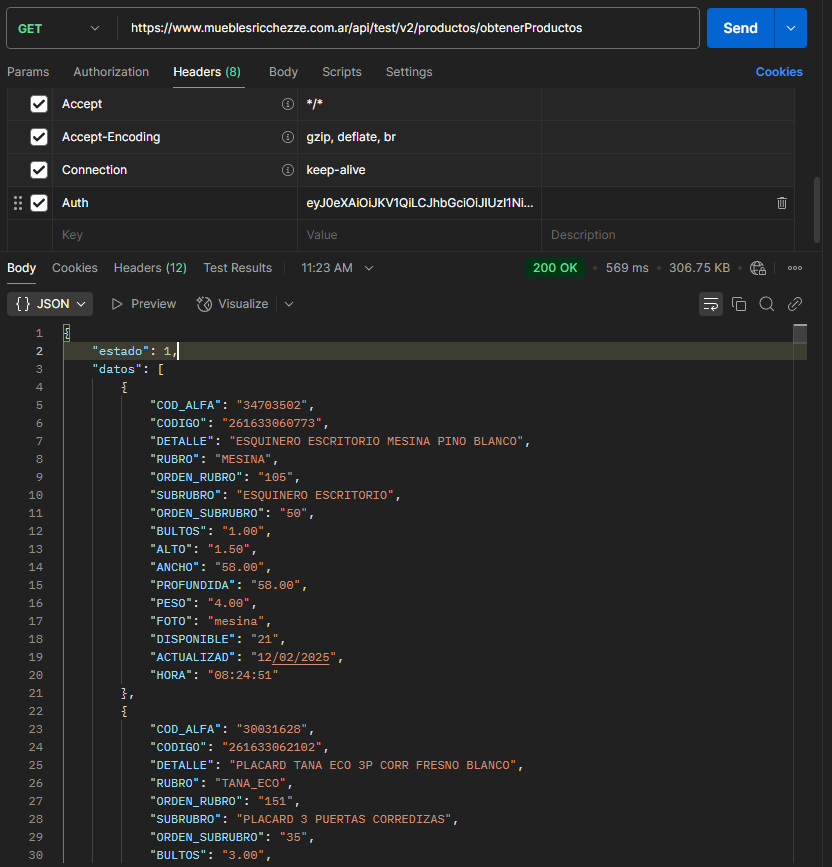 GET https://www.mueblesricchezze.com.ar/api/test/v2/productos/obtenerProductos Send
Params Authorization Headers (8) Body Scripts Settings Cookies
Accept */*
Accept-Encoding gzip, deflate, br
Connection keep-alive
Auth eyJ0eXAiOiJKV1QiLCJhbGciOiJIUzI1Ni...
Key Value Description
Body Cookies Headers (12) Test Results 11:23 AM 200 OK • 569 ms • 306.75 KB
{} JSON Preview Visualize
1 {
2 "estado": 1,
3 "datos": [
4 {
5 "COD_ALFA": "34703502",
6 "CODIGO": "261633060773",
7 "DETALLE": "ESQUINERO ESCRITORIO MESINA PINO BLANCO",
8 "RUBRO": "MESINA",
9 "ORDEN_RUBRO": "105",
10 "SUBRUBRO": "ESQUINERO ESCRITORIO",
11 "ORDEN_SUBRUBRO": "50",
12 "BULTOS": "1.00",
13 "ALTO": "1.50",
14 "ANCHO": "58.00",
15 "PROFUNDIDA": "58.00",
16 "PESO": "4.00",
17 "FOTO": "mesina",
18 "DISPONIBLE": "21",
19 "ACTUALIZAD": "12/02/2025",
20 "HORA": "08:24:51"
21 },
22 {
23 "COD_ALFA": "30031628",
24 "CODIGO": "261633062102",
25 "DETALLE": "PLACARD TANA ECO 3P CORR FRESNO BLANCO",
26 "RUBRO": "TANA_ECO",
27 "ORDEN_RUBRO": "151",
28 "SUBRUBRO": "PLACARD 3 PUERTAS CORREDIZAS",
29 "ORDEN_SUBRUBRO": "35",
30 "BULTOS": "3.00",